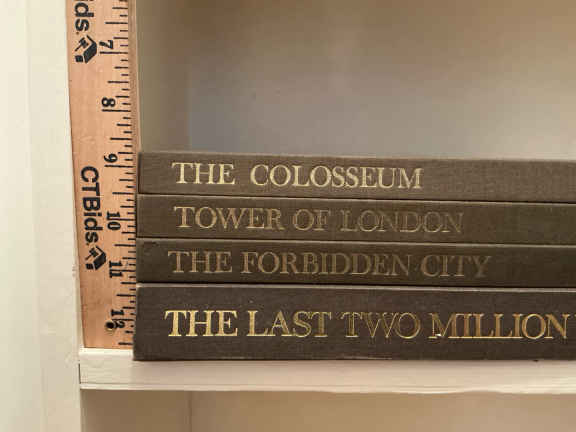 ds.
7
8
9
CTBids.
10
11
12
THE COLOSSEUM
TOWER OF LONDON
THE FORBIDDEN CITY
THE LAST TWO MILLION